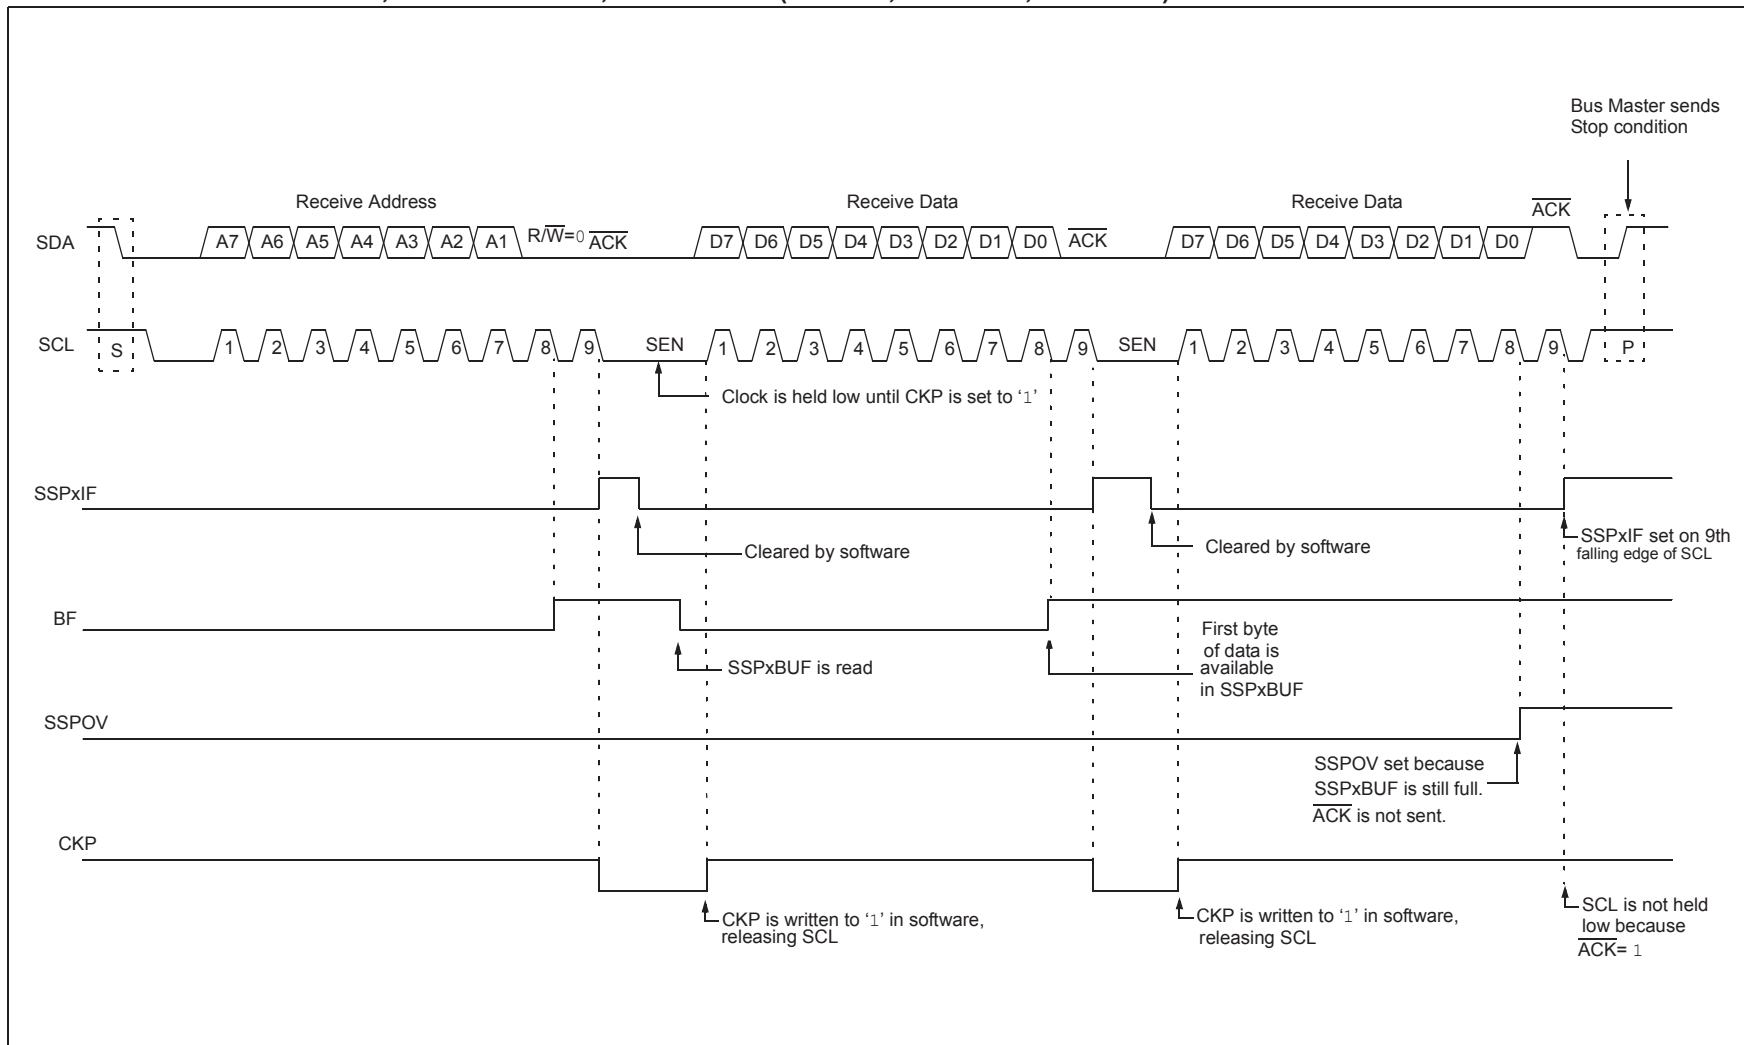 Bus Master sends
Stop condition
Receive Address
Receive Data
Receive Data
ACK
SDA
A7 A6 A5 A4 A3 A2 A1 R/W=0 ACK
D7 D6 D5 D4 D3 D2 D1 D0 ACK
D7 D6 D5 D4 D3 D2 D1 D0
SCL
S
1 2 3 4 5 6 7 8 9 SEN
1 2 3 4 5 6 7 8 9 SEN
1 2 3 4 5 6 7 8 9
P
Clock is held low until CKP is set to ‘1’
SSPxIF
Cleared by software
Cleared by software
SSPxIF set on 9th
falling edge of SCL
BF
SSPxBUF is read
First byte
of data is
available
in SSPxBUF
SSPOV
SSPOV set because
SSPxBUF is still full.
ACK is not sent.
CKP
CKP is written to ‘1’ in software,
releasing SCL
CKP is written to ‘1’ in software,
releasing SCL
SCL is not held
low because
ACK= 1